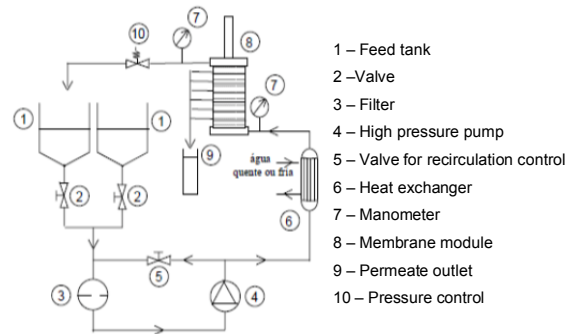 10
7
8
7
1
1
9
água
quente ou fria
2
2
6
5
3
4
1 – Feed tank
2 –Valve
3 – Filter
4 – High pressure pump
5 – Valve for recirculation control
6 – Heat exchanger
7 – Manometer
8 – Membrane module
9 – Permeate outlet
10 – Pressure control